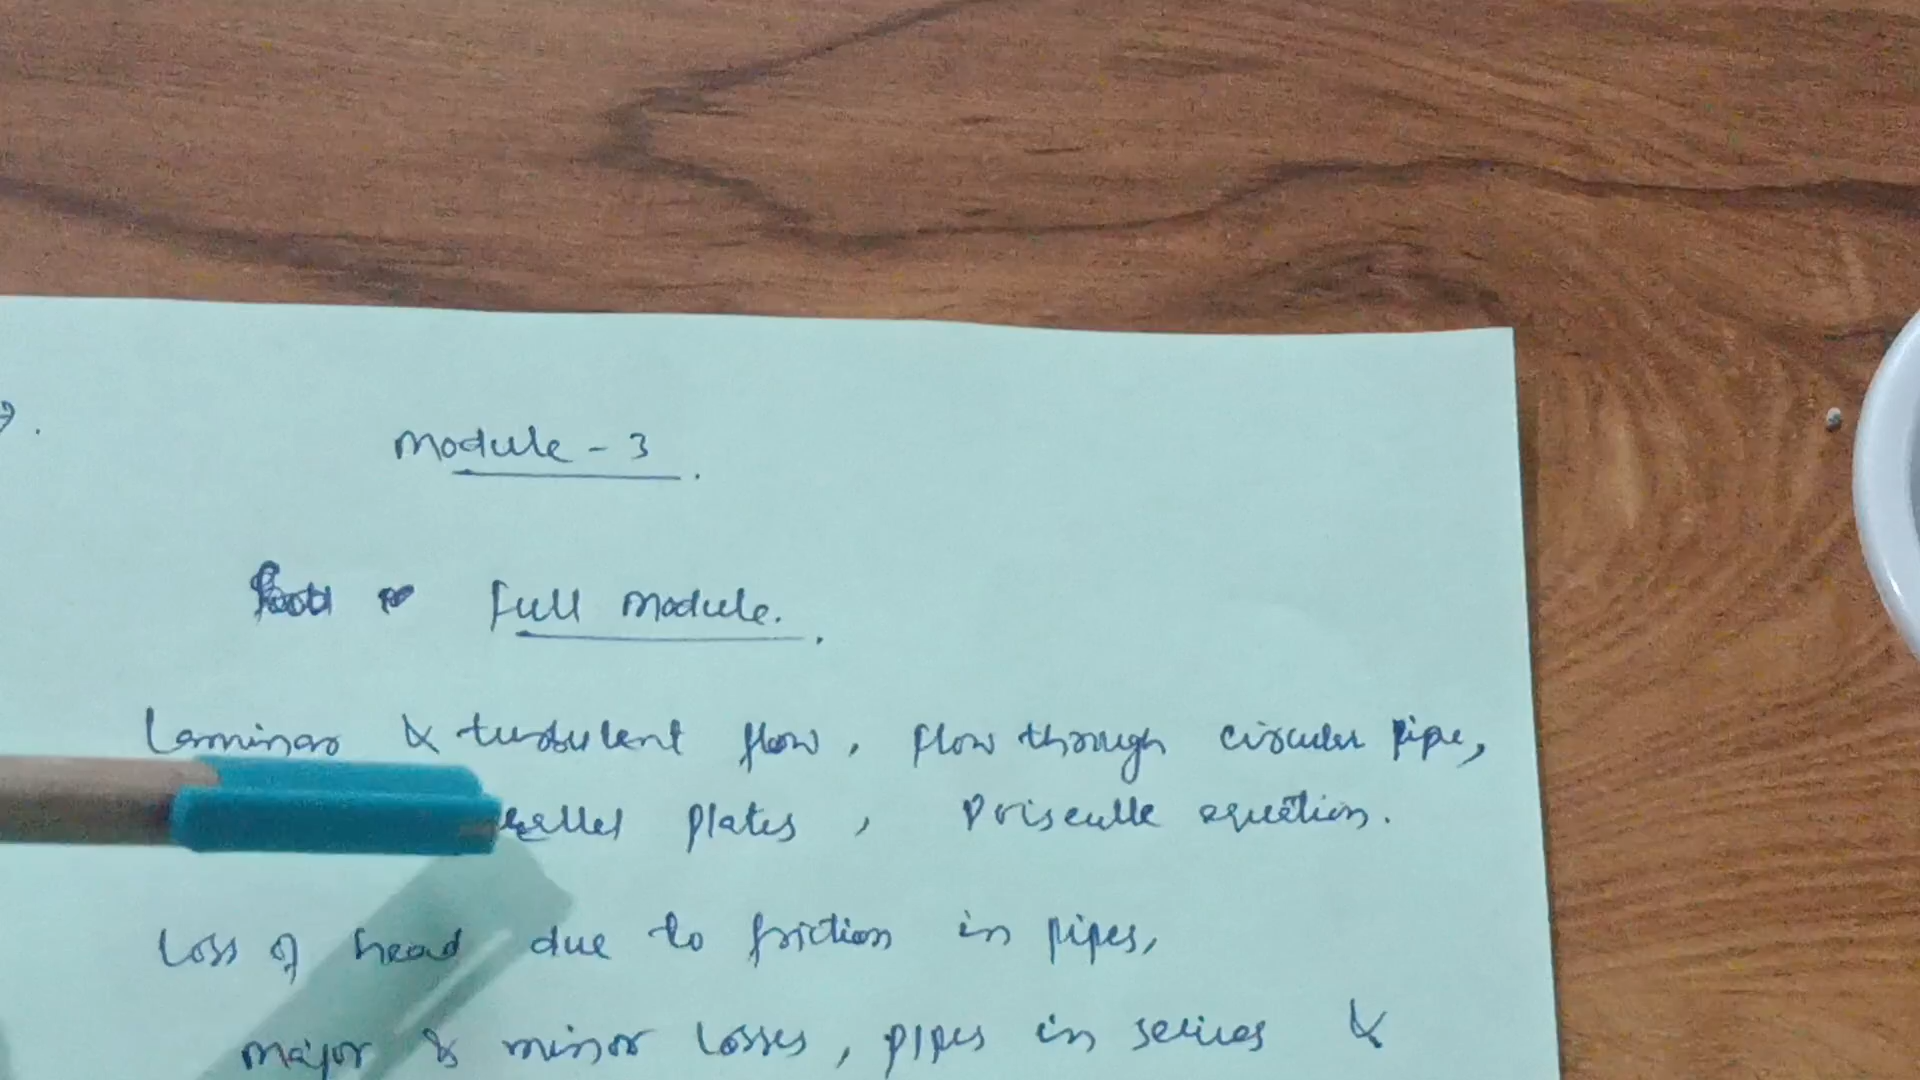 Module - 3
Full module.
Laminar & turbulent flow, flow through circular pipe,
plates, Poiseulle equation.
Loss of head due to friction in pipes,
major & minor losses, pipes in series &